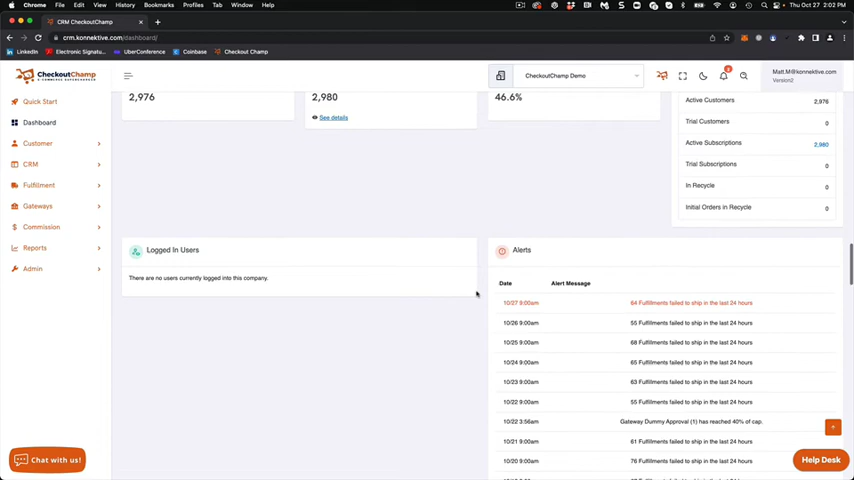 Chrome File Edit View History Bookmarks Profiles Tab Window Help
Thu Oct 27 2:02 PM
CRM CheckoutChamp
crm.konnektive.com/dashboard/
LinkedIn Electronic Signatu... UberConference Coinbase Checkout Champ
CheckoutChamp
CheckoutChamp Demo
2
Matt.M@konnektive.com
Version2
Quick Start
Dashboard
Customer
CRM
Fulfillment
Gateways
Commission
Reports
Admin
2,976
2,980
46.6%
See details
Active Customers 2,976
Trial Customers 0
Active Subscriptions 2,980
Trial Subscriptions 0
In Recycle 0
Initial Orders in Recycle 0
Logged In Users
There are no users currently logged into this company.
Alerts
Date Alert Message
10/27 9:00am 64 Fulfillments failed to ship in the last 24 hours
10/26 9:00am 55 Fulfillments failed to ship in the last 24 hours
10/25 9:00am 68 Fulfillments failed to ship in the last 24 hours
10/24 9:00am 65 Fulfillments failed to ship in the last 24 hours
10/23 9:00am 63 Fulfillments failed to ship in the last 24 hours
10/22 9:00am 55 Fulfillments failed to ship in the last 24 hours
10/22 3:56am Gateway Dummy Approval (1) has reached 40% of cap.
10/21 9:00am 61 Fulfillments failed to ship in the last 24 hours
10/20 9:00am 76 Fulfillments failed to ship in the last 24 hours
Chat with us!
Help Desk